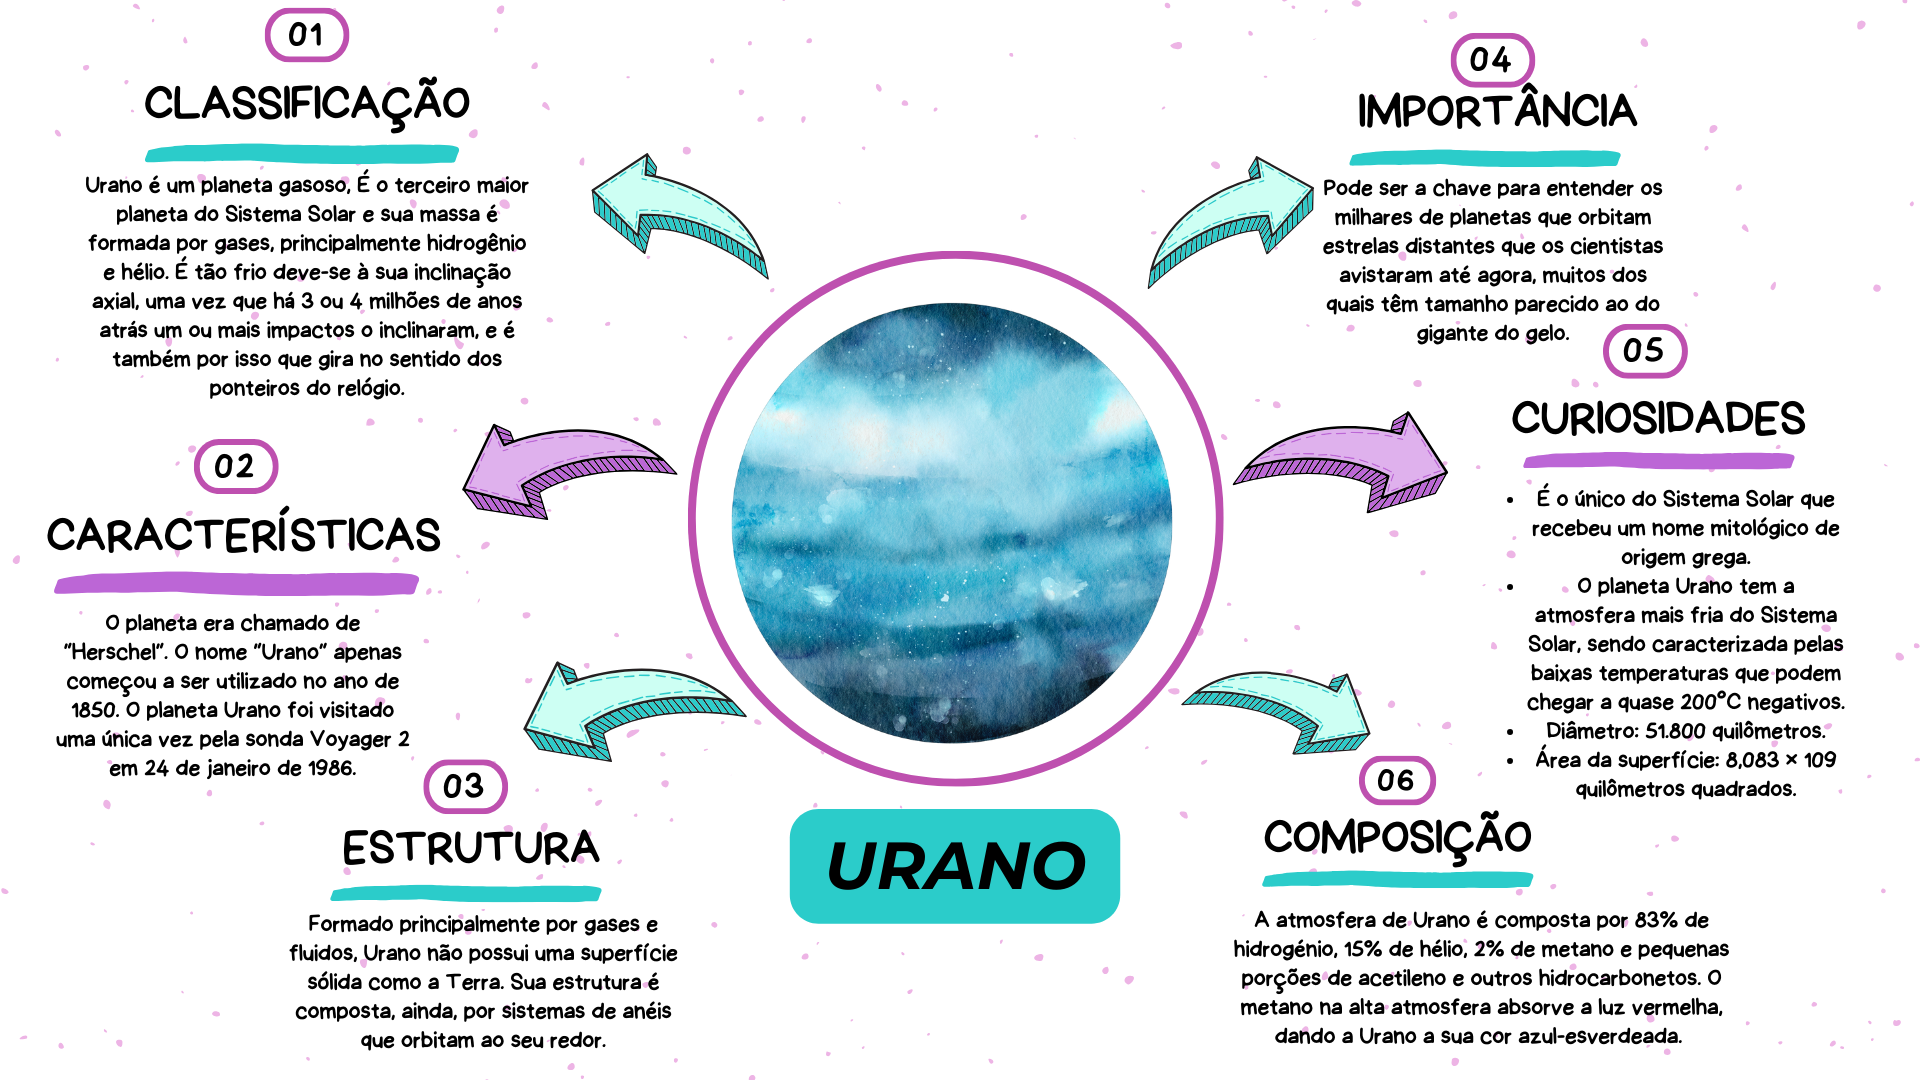 01
CLASSIFICAÇÃO
Urano é um planeta gasoso, É o terceiro maior
planeta do Sistema Solar e sua massa é
formada por gases, principalmente hidrogênio
e hélio. É tão frio deve-se à sua inclinação
axial, uma vez que há 3 ou 4 milhões de anos
atrás um ou mais impactos o inclinaram, e é
também por isso que gira no sentido dos
ponteiros do relógio.
02
CARACTERÍSTICAS
O planeta era chamado de
"Herschel". O nome "Urano" apenas
começou a ser utilizado no ano de
1850. O planeta Urano foi visitado
uma única vez pela sonda Voyager 2
em 24 de janeiro de 1986.
03
ESTRUTURA
Formado principalmente por gases e
fluidos, Urano não possui uma superfície
sólida como a Terra. Sua estrutura é
composta, ainda, por sistemas de anéis
que orbitam ao seu redor.
URANO
04
IMPORTÂNCIA
Pode ser a chave para entender os
milhares de planetas que orbitam
estrelas distantes que os cientistas
avistaram até agora, muitos dos
quais têm tamanho parecido ao do
gigante do gelo.
05
CURIOSIDADES
• É o único do Sistema Solar que
recebeu um nome mitológico de
origem grega.
• O planeta Urano tem a
atmosfera mais fria do Sistema
Solar, sendo caracterizada pelas
baixas temperaturas que podem
chegar a quase 200°C negativos.
• Diâmetro: 51.800 quilômetros.
• Área da superfície: 8,083 × 109
quilômetros quadrados.
06
COMPOSIÇÃO
A atmosfera de Urano é composta por 83% de
hidrogénio, 15% de hélio, 2% de metano e pequenas
porções de acetileno e outros hidrocarbonetos. O
metano na alta atmosfera absorve a luz vermelha,
dando a Urano a sua cor azul-esverdeada.